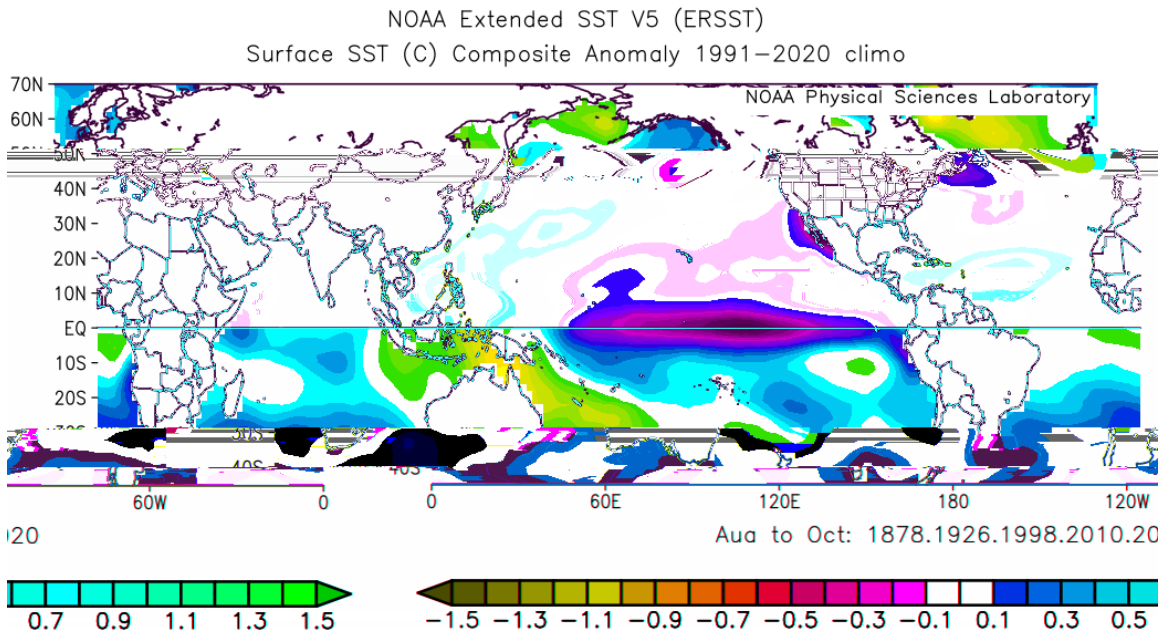 NOAA Extended SST V5 (ERSST)
Surface SST (C) Composite Anomaly 1991-2020 climo
NOAA Physical Sciences Laboratory
70N
60N
50N
40N
30N
20N
10N
EQ
10S
20S
30S
40S
60W 0 0 60E 120E 180 120W
020 Aug to Oct: 1878.1926.1998.2010.20
0.7 0.9 1.1 1.3 1.5 -1.5 -1.3 -1.1 -0.9 -0.7 -0.5 -0.3 -0.1 0.1 0.3 0.5